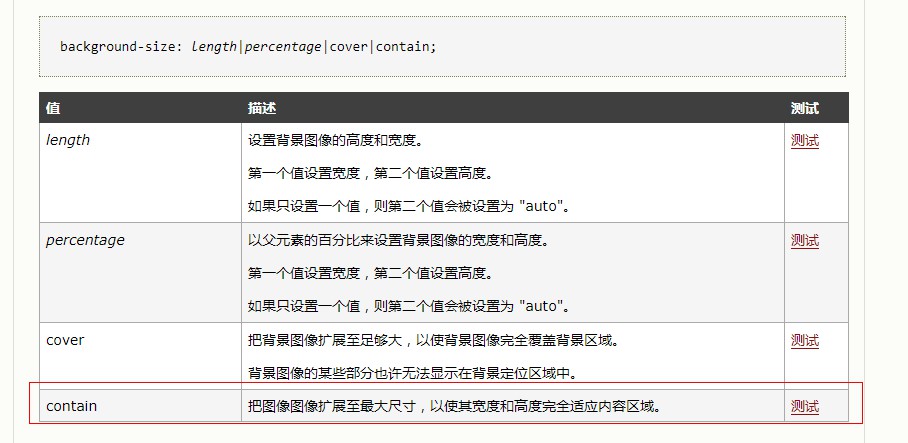 background-size: length|percentage|cover|contain;
值 描述 测试
length 设置背景图像的高度和宽度。 测试
第一个值设置宽度，第二个值设置高度。
如果只设置一个值，则第二个值会被设置为 "auto"。
percentage 以父元素的百分比来设置背景图像的宽度和高度。 测试
第一个值设置宽度，第二个值设置高度。
如果只设置一个值，则第二个值会被设置为 "auto"。
cover 把背景图像扩展至足够大，以使背景图像完全覆盖背景区域。 测试
背景图像的某些部分也许无法显示在背景定位区域中。
contain 把图像图像扩展至最大尺寸，以使其宽度和高度完全适应内容区域。 测试